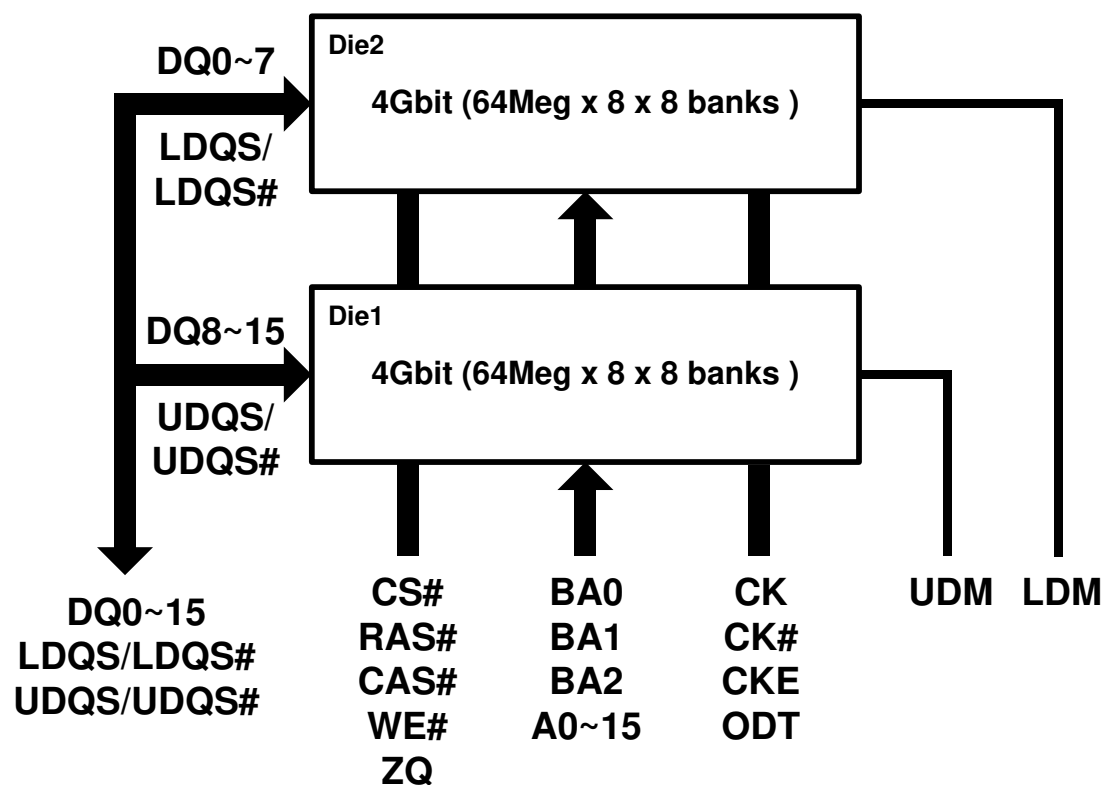 Die2
DQ0~7
4Gbit (64Meg x 8 x 8 banks )
LDQS/
LDQS#
Die1
DQ8~15
4Gbit (64Meg x 8 x 8 banks )
UDQS/
UDQS#
DQ0~15
LDQS/LDQS#
UDQS/UDQS#
CS#
RAS#
CAS#
WE#
ZQ
BA0
BA1
BA2
A0~15
CK
CK#
CKE
ODT
UDM
LDM